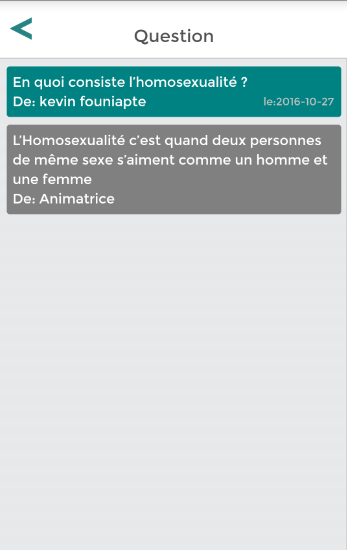 Question
En quoi consiste l'homosexualité ?
De: kevin founiapte le:2016-10-27
L'Homosexualité c'est quand deux personnes
de même sexe s'aiment comme un homme et
une femme
De: Animatrice